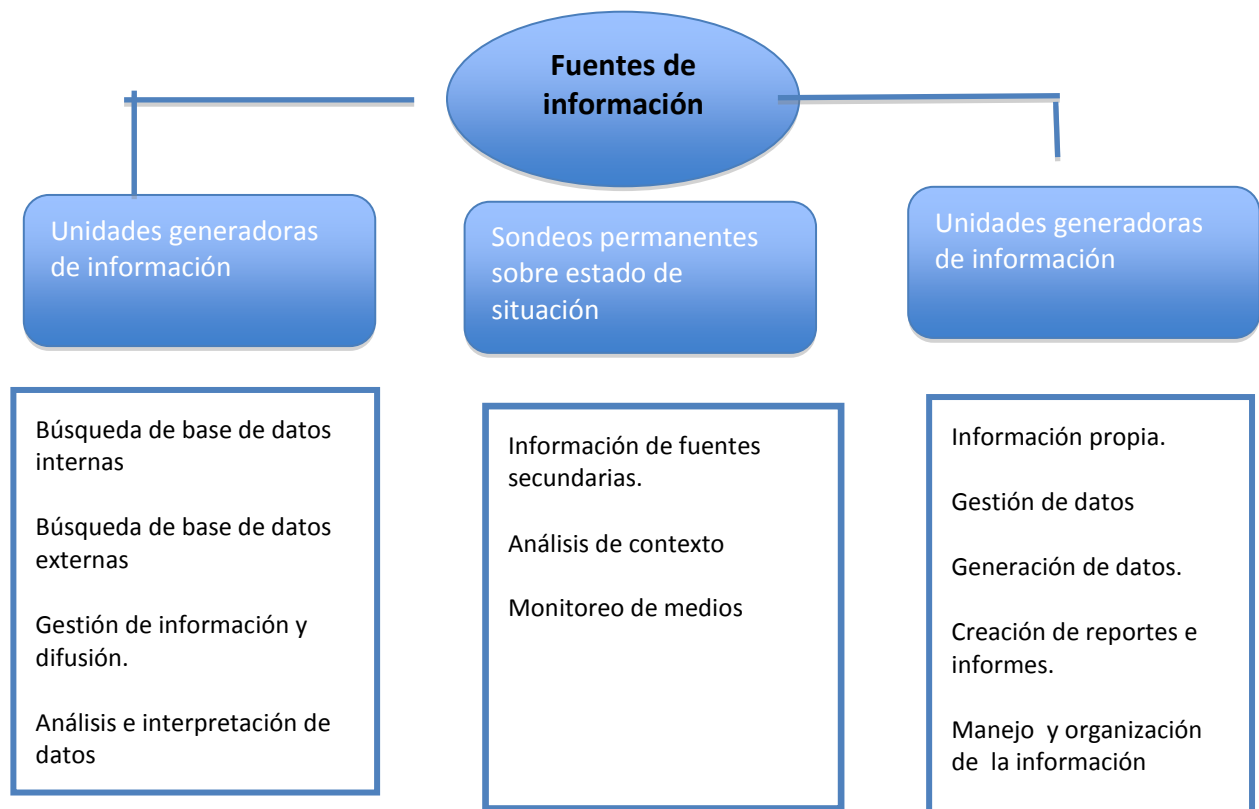 Fuentes de
información
Unidades generadoras
de información
Sondeos permanentes
sobre estado de
situación
Unidades generadoras
de información
Búsqueda de base de datos
internas
Búsqueda de base de datos
externas
Gestión de información y
difusión.
Análisis e interpretación de
datos
Información de fuentes
secundarias.
Análisis de contexto
Monitoreo de medios
Información propia.
Gestión de datos
Generación de datos.
Creación de reportes e
informes.
Manejo  y organización
de  la información